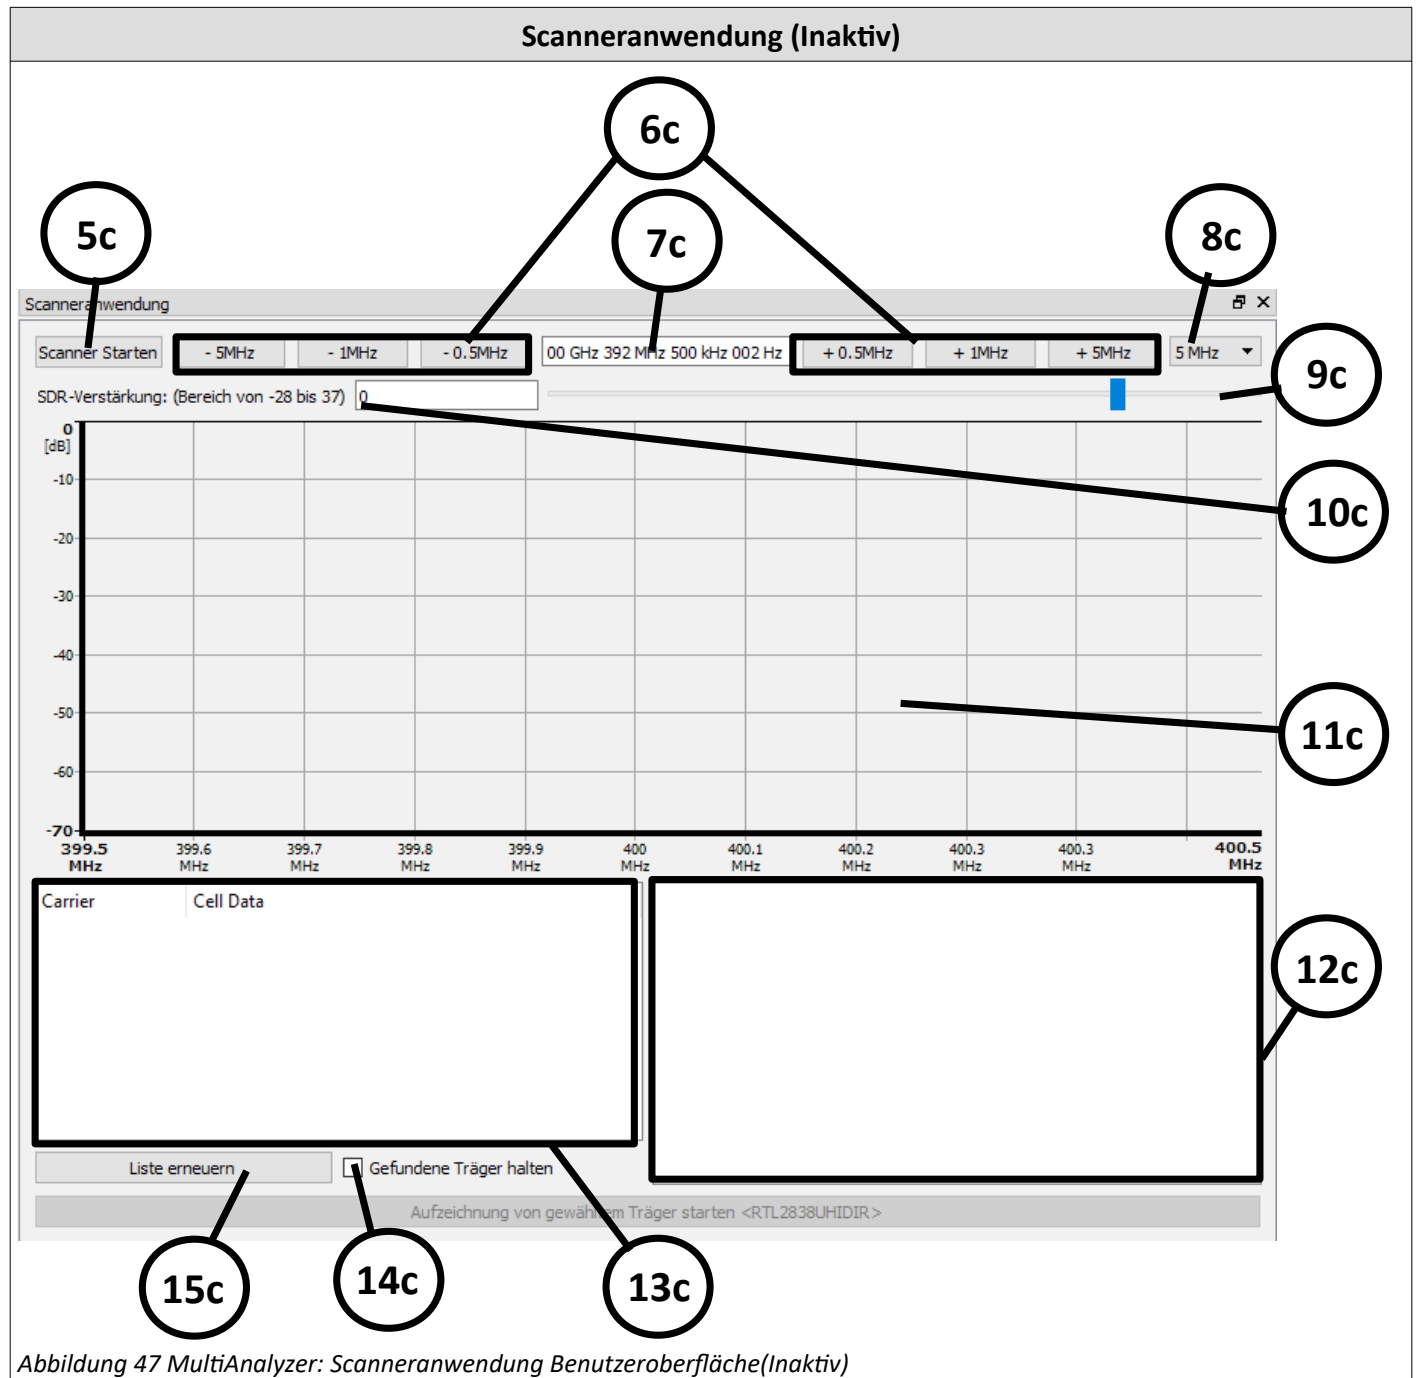 Scanneranwendung (Inaktiv)
6c
5c
7c
8c
Scanneranwendung
Scanner Starten - 5MHz - 1MHz - 0.5MHz 00 GHz 392 MHz 500 kHz 002 Hz + 0.5MHz + 1MHz + 5MHz 5 MHz
9c
SDR-Verstärkung: (Bereich von -28 bis 37) 0
0
[dB]
-10
10c
-20
-30
-40
-50
11c
-60
-70
399.5 MHz 399.6 MHz 399.7 MHz 399.8 MHz 399.9 MHz 400 MHz 400.1 MHz 400.2 MHz 400.3 MHz 400.3 MHz 400.5 MHz
Carrier Cell Data
12c
Liste erneuern Gefundene Träger halten
Aufzeichnung von gewähltem Träger starten <RTL2838UHIDIR>
15c
14c
13c
Abbildung 47 MultiAnalyzer: Scanneranwendung Benutzeroberfläche(Inaktiv)